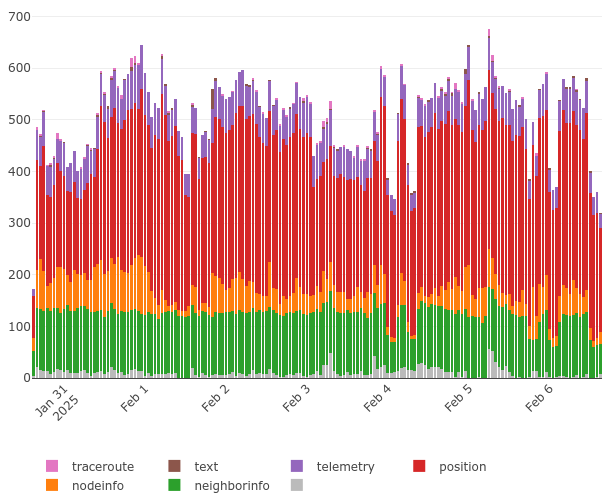 700
600
500
400
300
200
100
0
Jan 31
2025
Feb 1
Feb 2
Feb 3
Feb 4
Feb 5
Feb 6
traceroute text telemetry position
nodeinfo neighborinfo